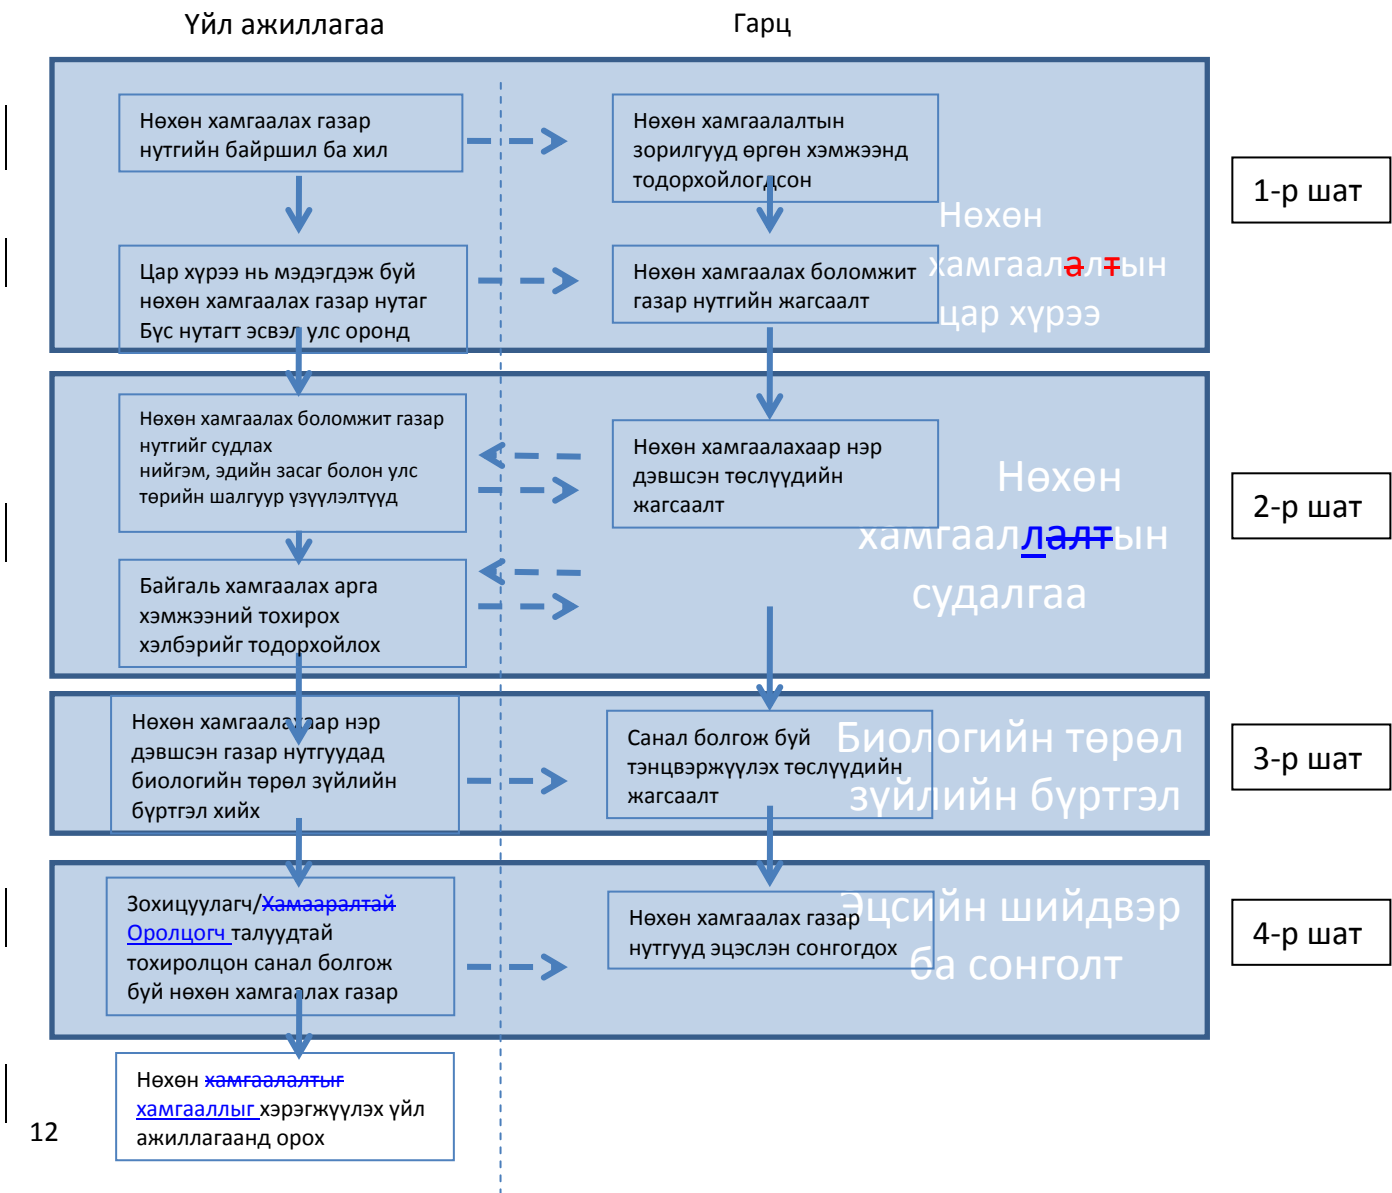 Үйл ажиллагаа
Гарц
Нөхөн хамгаалах газар
нутгийн байршил ба хил
Нөхөн хамгаалалтын
зорилгууд өргөн хэмжээнд
тодорхойлогдсон
Цар хүрээ нь мэдэгдэж буй
нөхөн хамгаалах газар нутаг
Бүс нутагт эсвэл улс оронд
Нөхөн хамгаалах боломжит
газар нутгийн жагсаалт
Нөхөн
хамгаалалтын
цар хүрээ
1-р шат
Нөхөн хамгаалах боломжит газар
нутгийг судлах
нийгэм, эдийн засаг болон улс
төрийн шалгуур үзүүлэлтүүд
Нөхөн хамгаалахаар нэр
дэвшсэн төслүүдийн
жагсаалт
Байгаль хамгаалах арга
хэмжээний тохирох
хэлбэрийг тодорхойлох
Нөхөн
хамгааллалтын
судалгаа
2-р шат
Нөхөн хамгаалахаар нэр
дэвшсэн газар нутгуудад
биологийн төрөл зүйлийн
бүртгэл хийх
Санал болгож буй
тэнцвэржүүлэх төслүүдийн
жагсаалт
Биологийн төрөл
зүйлийн бүртгэл
3-р шат
Зохицуулагч/Хамааралтай
Оролцогч талуудтай
тохиролцон санал болгож
буй нөхөн хамгаалах газар
Нөхөн хамгаалах газар
нутгууд эцэслэн сонгогдох
Эцсийн шийдвэр
ба сонголт
4-р шат
Нөхөн хамгаалалтыг
хамгааллыг хэрэгжүүлэх үйл
ажиллагаанд орох
12